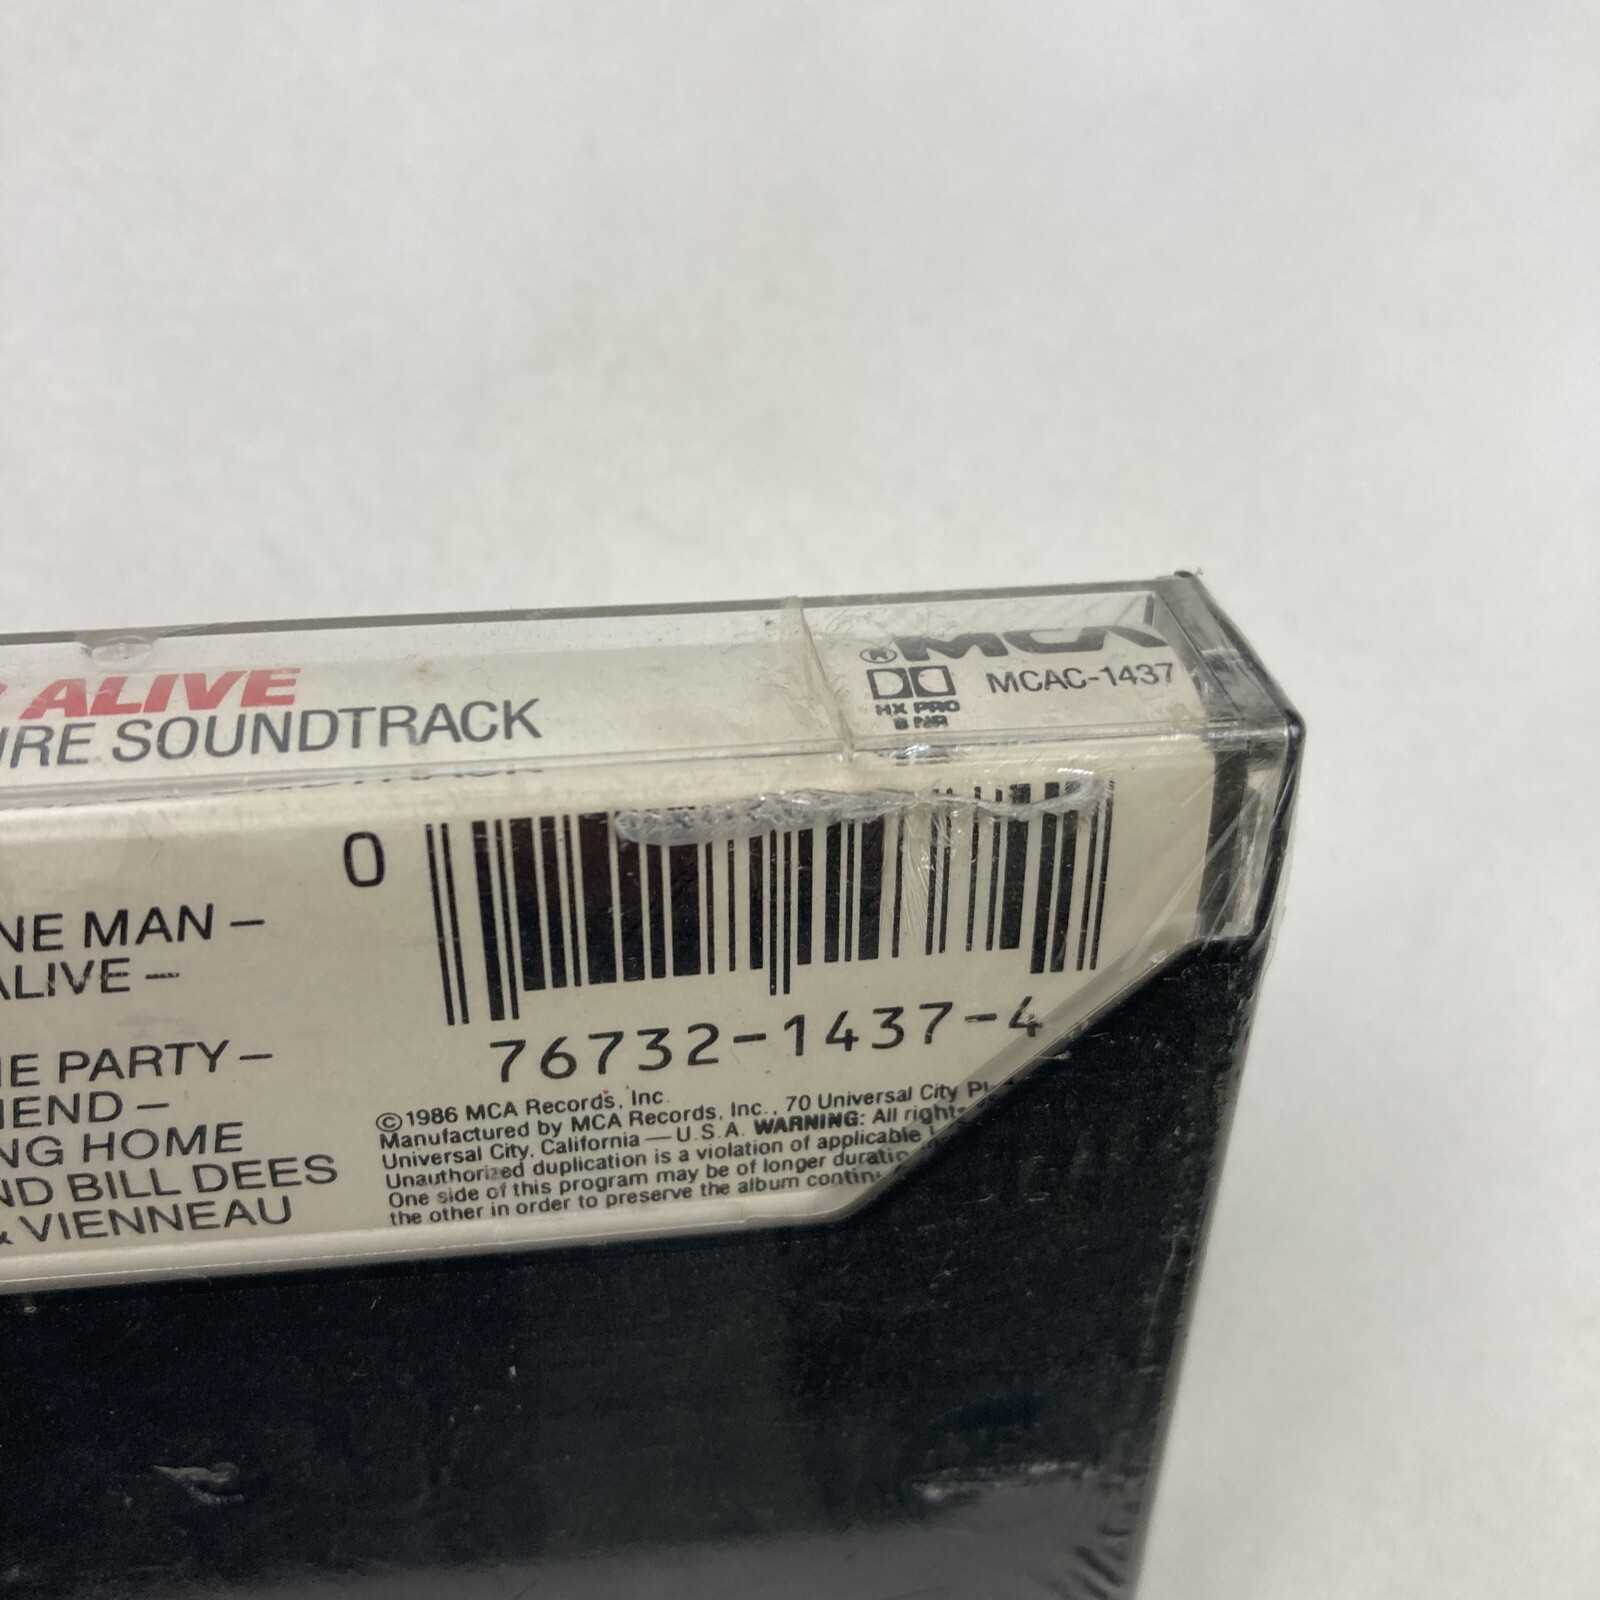 ALIVE
SOUNDTRACK
® MCA
MCAC-1437
HX PRO
B NR
0
76732-1437-4
NE MAN –
ALIVE –
PARTY –
IEND –
NG HOME
ND BILL DEES
& VIENNEAU
©1986 MCA Records, Inc.
Manufactured by MCA Records, Inc., 70 Universal City
Universal City, California — U.S.A. WARNING: All rights
Unauthorized duplication is a violation of applicable
One side of this program may be of longer duratio
the other in order to preserve the album contin